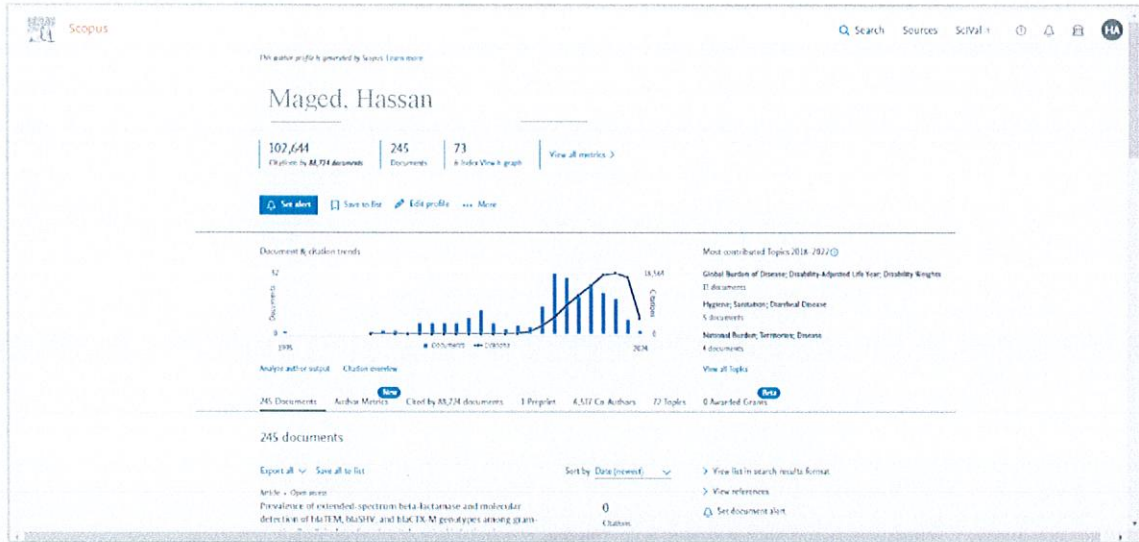 Scopus
Search Sources SciVal
HA
This author profile is generated by Scopus Learn more
Maged, Hassan
102,644
Citations by 88,724 documents
245
Documents
73
h-index View h-graph
View all metrics >
Set alert Save to list Edit profile ... More
Document & citation trends
Documents
Citations
0
0
Documents Citations
2024
Analyze author output Citation overview
Most contributed Topics 2018–2022
Global Burden of Disease; Disability-Adjusted Life Year; Disability Weights
11 documents
Hygiene; Sanitation; Diarrheal Disease
5 documents
National Burden; Territories; Disease
4 documents
View all Topics
New
Beta
245 Documents Author Metrics Cited by 88,724 documents 1 Preprint 4,517 Co-Authors 72 Topics 0 Awarded Grants
245 documents
Export all Save all to list
Sort by Date (newest)
> View list in search results format
> View references
Set document alert
Article • Open access
Prevalence of extended-spectrum beta-lactamase and molecular
detection of blaTEM, blaSHV, and blaCTX-M genotypes among gram-
0
Citations